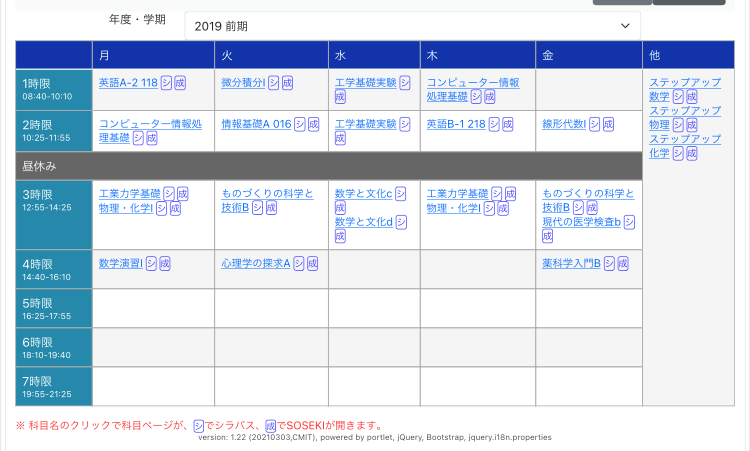 年度・学期 2019 前期
月 火 水 木 金 他
1時限
08:40-10:10
英語A-2 118 シ 成
微分積分I シ 成
工学基礎実験 シ
成
コンピューター情報
処理基礎 シ 成
ステップアップ
数学 シ 成
ステップアップ
物理 シ 成
ステップアップ
化学 シ 成
2時限
10:25-11:55
コンピューター情報処
理基礎 シ 成
情報基礎A 016 シ 成
工学基礎実験 シ
成
英語B-1 218 シ 成
線形代数I シ 成
昼休み
3時限
12:55-14:25
工業力学基礎 シ 成
物理・化学I シ 成
ものづくりの科学と
技術B シ 成
数学と文化c シ
成
数学と文化d シ
成
工業力学基礎 シ 成
物理・化学I シ 成
ものづくりの科学と
技術B シ 成
現代の医学検査b シ
成
4時限
14:40-16:10
数学演習I シ 成
心理学の探求A シ 成
薬科学入門B シ 成
5時限
16:25-17:55
6時限
18:10-19:40
7時限
19:55-21:25
※ 科目名のクリックで科目ページが、シでシラバス、成でSOSEKIが開きます。
version: 1.22 (20210303,CMIT), powered by portlet, jQuery, Bootstrap, jquery.i18n.properties